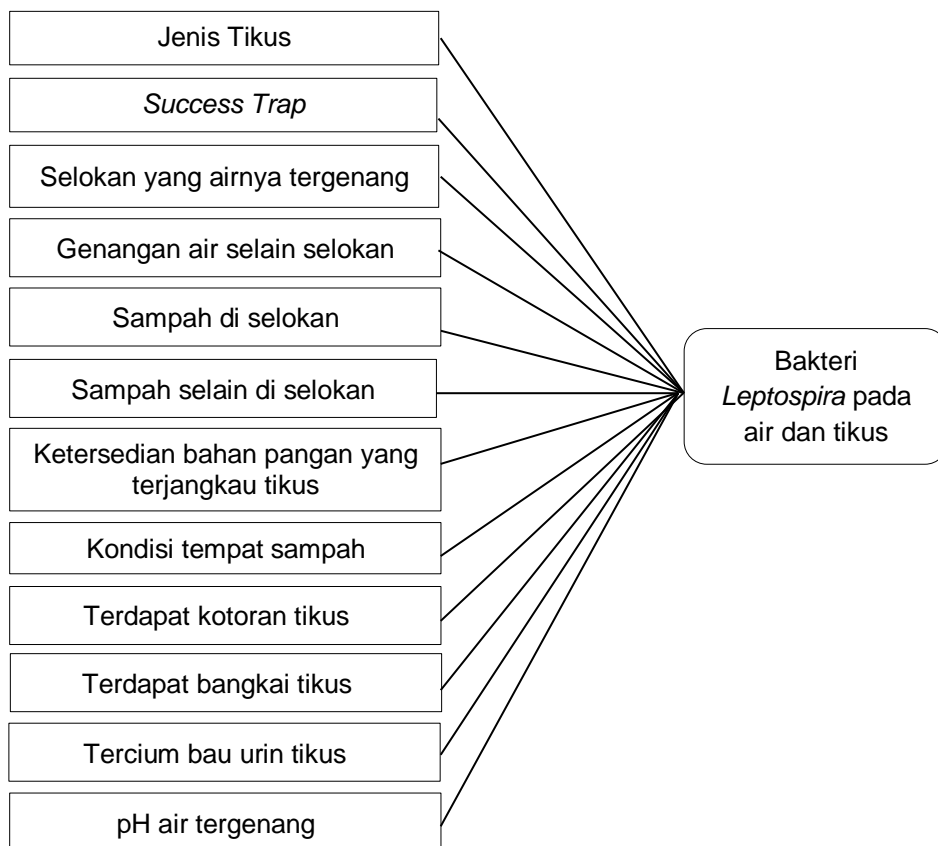 Jenis Tikus
Success Trap
Selokan yang airnya tergenang
Genangan air selain selokan
Sampah di selokan
Sampah selain di selokan
Ketersedian bahan pangan yang
terjangkau tikus
Kondisi tempat sampah
Terdapat kotoran tikus
Terdapat bangkai tikus
Tercium bau urin tikus
pH air tergenang
Bakteri
Leptospira pada
air dan tikus